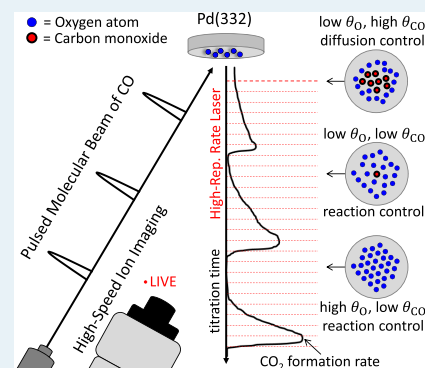 = Oxygen atom
= Carbon monoxide
Pd(332)
low θO, high θCO
diffusion control
low θO, low θCO
reaction control
high θO, low θCO
reaction control
Pulsed Molecular Beam of CO
High-Speed Ion Imaging
•LIVE
High-Rep. Rate Laser
titration time
CO₂ formation rate